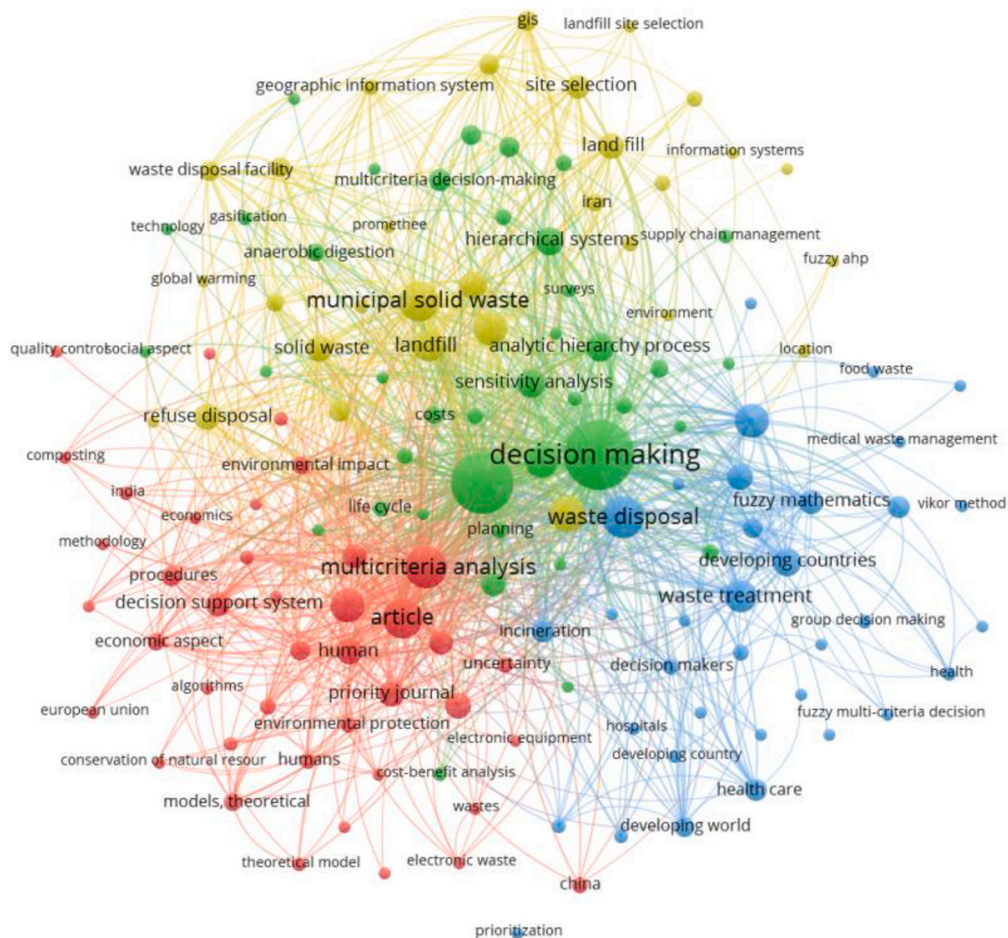 gis
landfill site selection
geographic information system
site selection
land fill
information systems
waste disposal facility
multicriteria decision-making
iran
technology
gasification
promethee
hierarchical systems
supply chain management
anaerobic digestion
fuzzy ahp
global warming
surveys
municipal solid waste
environment
quality control
social aspect
solid waste
landfill
analytic hierarchy process
location
food waste
sensitivity analysis
refuse disposal
costs
medical waste management
composting
environmental impact
decision making
india
fuzzy mathematics
vikor method
economics
life cycle
planning
waste disposal
methodology
procedures
multicriteria analysis
developing countries
decision support system
article
waste treatment
economic aspect
human
incineration
group decision making
uncertainty
decision makers
health
algorithms
priority journal
european union
environmental protection
hospitals
fuzzy multi-criteria decision
electronic equipment
conservation of natural resour
humans
cost-benefit analysis
developing country
models, theoretical
wastes
health care
developing world
theoretical model
electronic waste
china
prioritization